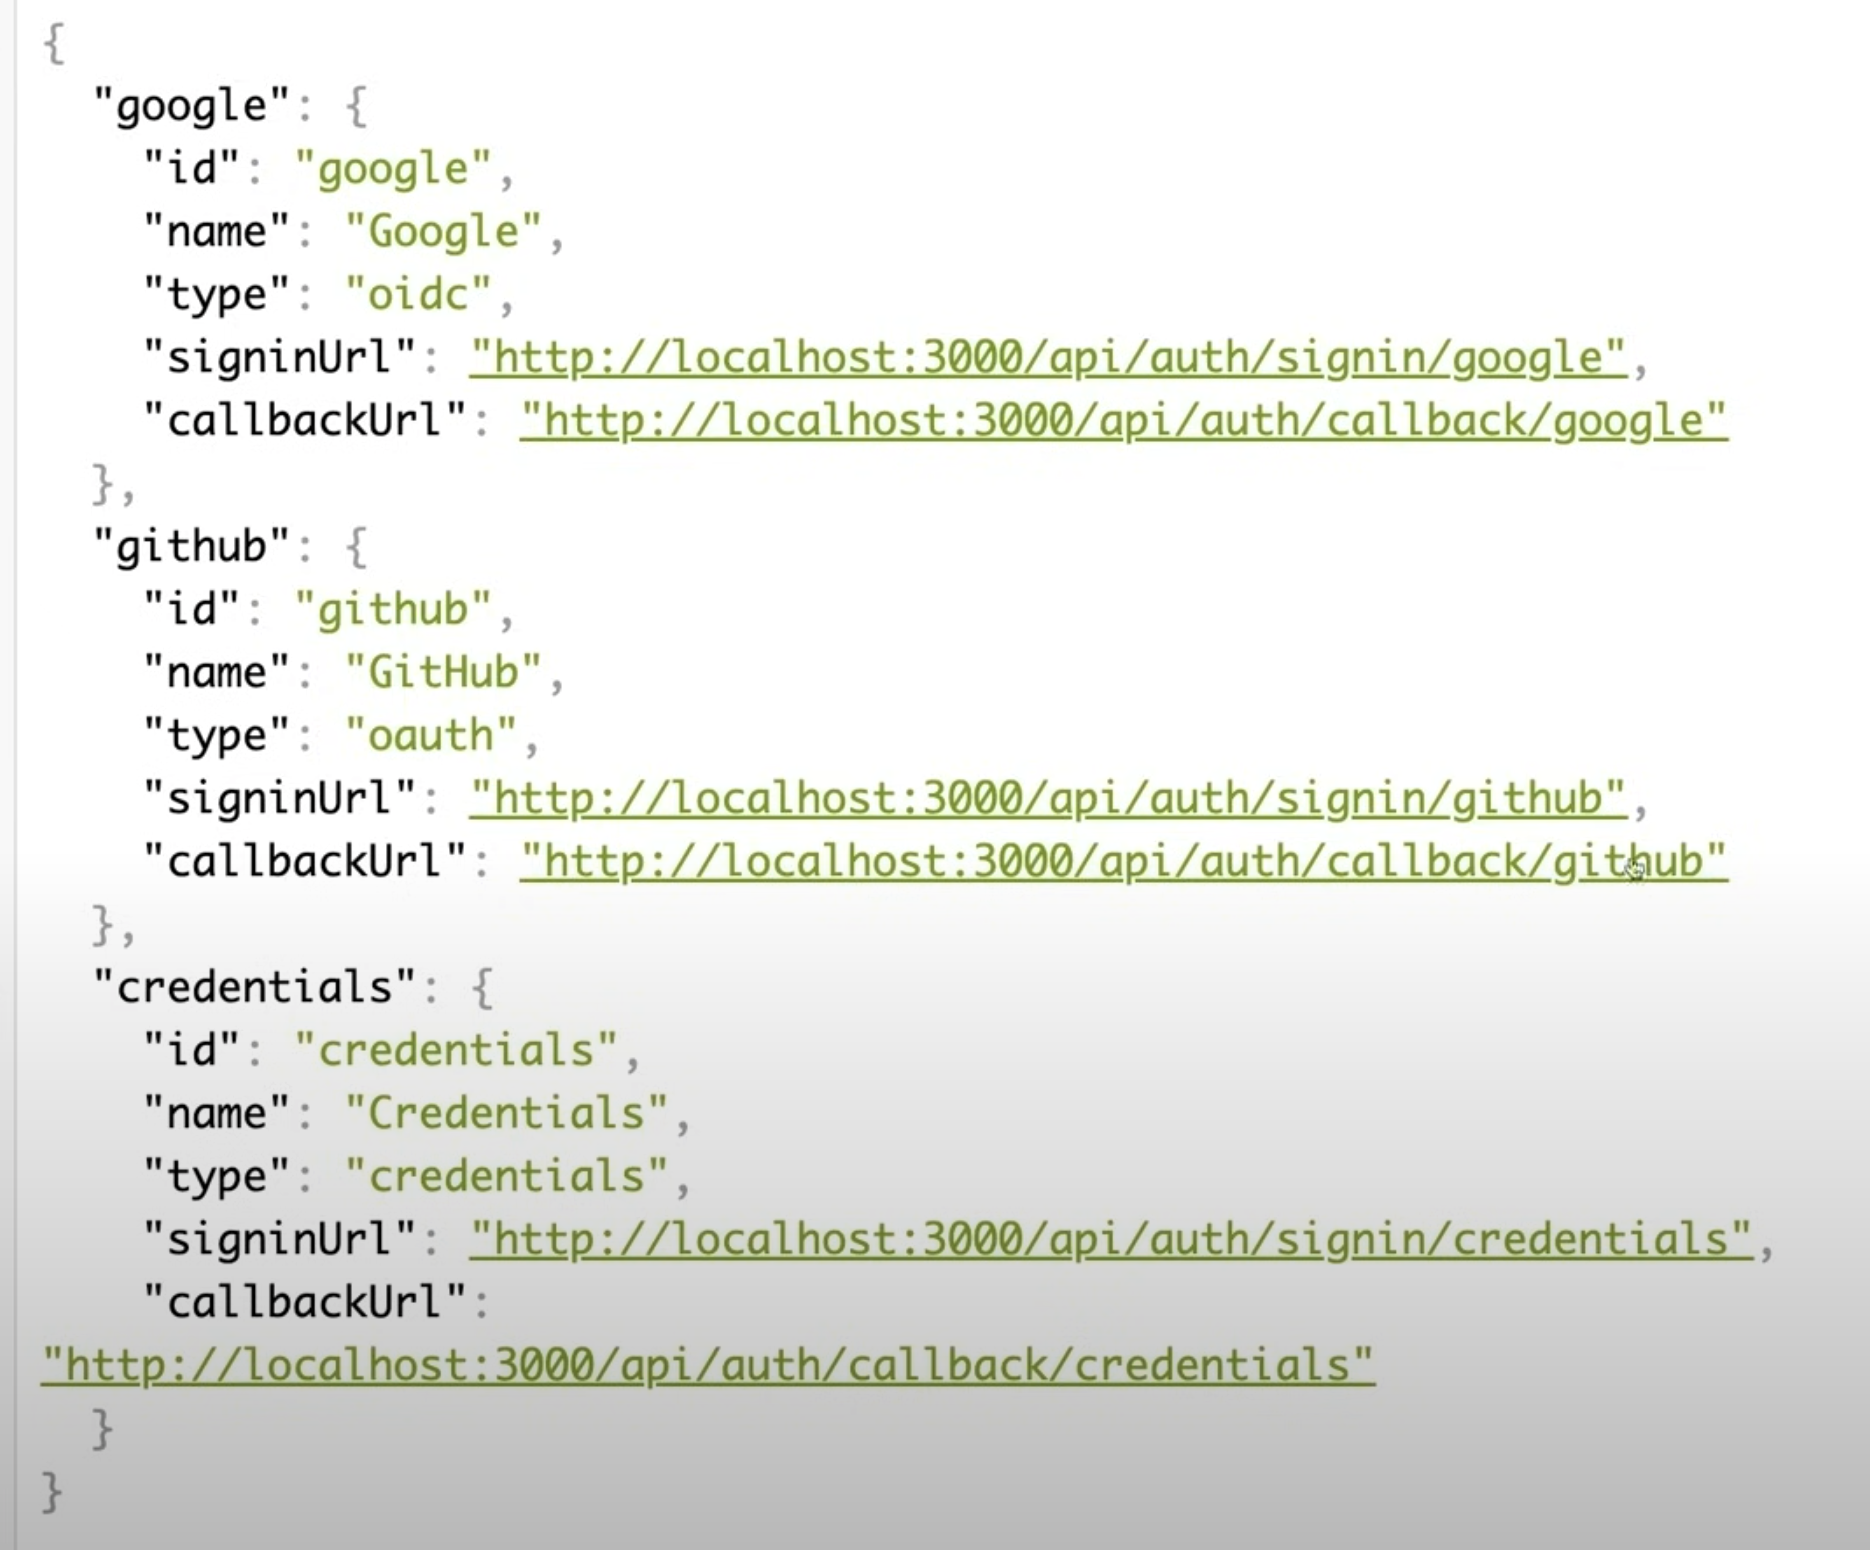 {
  "google": {
    "id": "google",
    "name": "Google",
    "type": "oidc",
    "signinUrl": "http://localhost:3000/api/auth/signin/google",
    "callbackUrl": "http://localhost:3000/api/auth/callback/google"
  },
  "github": {
    "id": "github",
    "name": "GitHub",
    "type": "oauth",
    "signinUrl": "http://localhost:3000/api/auth/signin/github",
    "callbackUrl": "http://localhost:3000/api/auth/callback/github"
  },
  "credentials": {
    "id": "credentials",
    "name": "Credentials",
    "type": "credentials",
    "signinUrl": "http://localhost:3000/api/auth/signin/credentials",
    "callbackUrl":
"http://localhost:3000/api/auth/callback/credentials"
  }
}